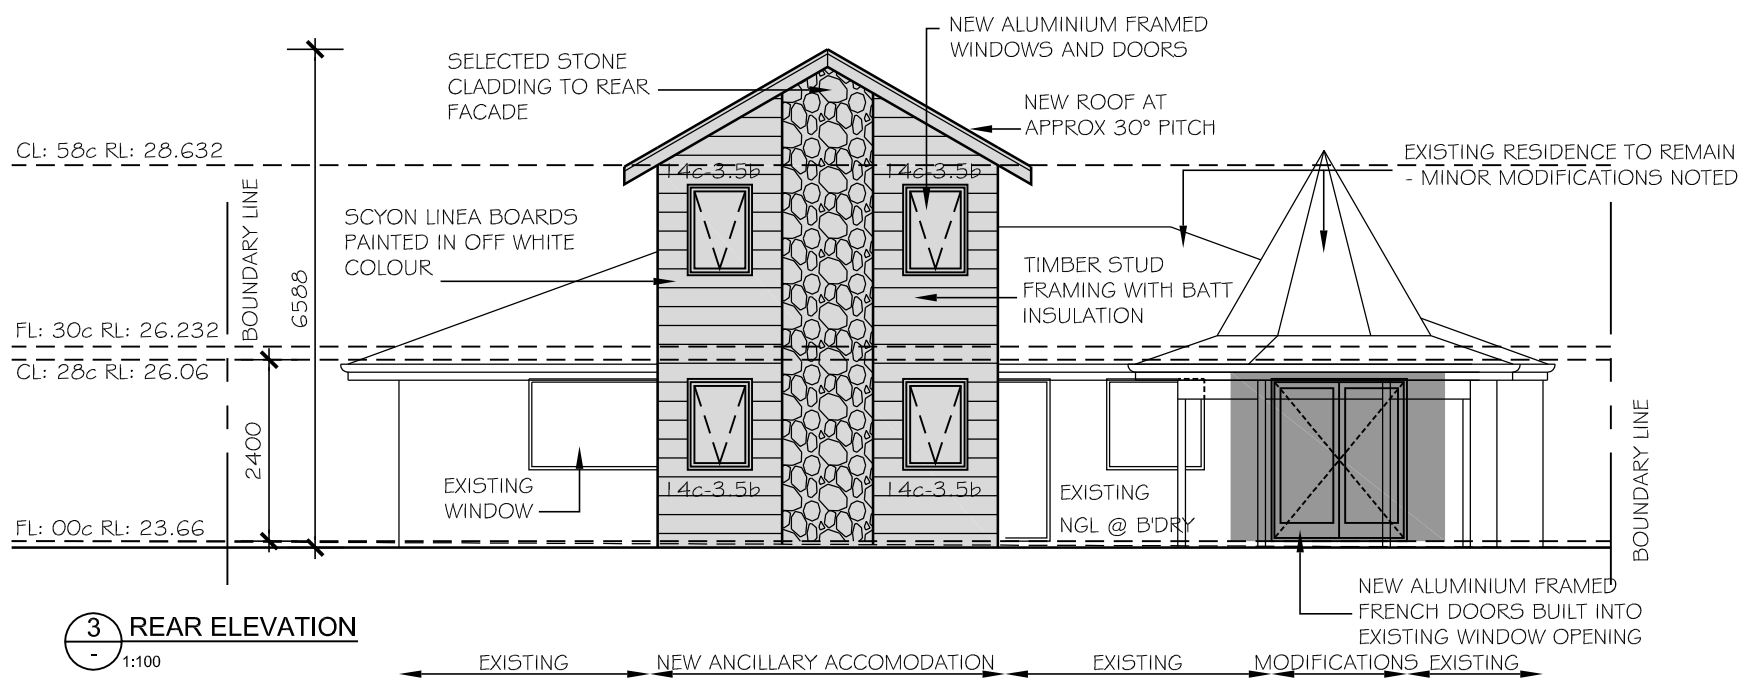 NEW ALUMINIUM FRAMED
WINDOWS AND DOORS
SELECTED STONE
CLADDING TO REAR
FACADE
NEW ROOF AT
APPROX 30° PITCH
CL: 58c RL: 28.632
EXISTING RESIDENCE TO REMAIN
- MINOR MODIFICATIONS NOTED
14c-3.5b
14c-3.5b
BOUNDARY LINE
SCYON LINEA BOARDS
PAINTED IN OFF WHITE
COLOUR
6588
TIMBER STUD
FRAMING WITH BATT
INSULATION
FL: 30c RL: 26.232
CL: 28c RL: 26.06
2400
BOUNDARY LINE
EXISTING
WINDOW
14c-3.5b
14c-3.5b
EXISTING
NGL @ B'DRY
FL: 00c RL: 23.66
NEW ALUMINIUM FRAMED
FRENCH DOORS BUILT INTO
EXISTING WINDOW OPENING
3
-
REAR ELEVATION
1:100
EXISTING
NEW ANCILLARY ACCOMODATION
EXISTING
MODIFICATIONS
EXISTING